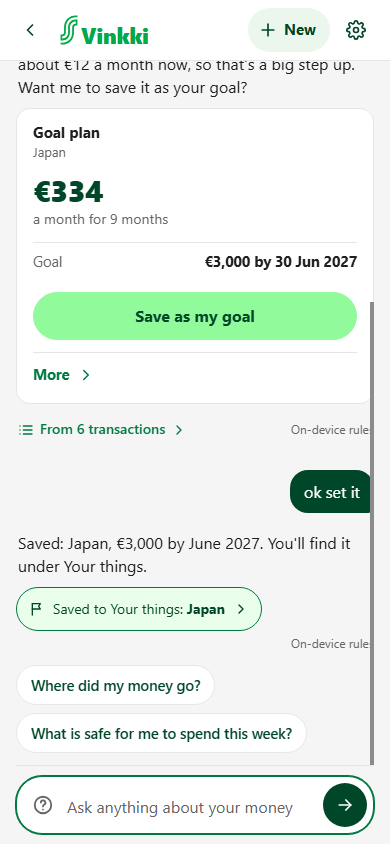 Vinkki
New
about €12 a month now, so that's a big step up.
Want me to save it as your goal?
Goal plan
Japan
€334
a month for 9 months
Goal
€3,000 by 30 Jun 2027
Save as my goal
More
From 6 transactions
On-device rule
ok set it
Saved: Japan, €3,000 by June 2027. You'll find it
under Your things.
Saved to Your things: Japan
On-device rule
Where did my money go?
What is safe for me to spend this week?
Ask anything about your money